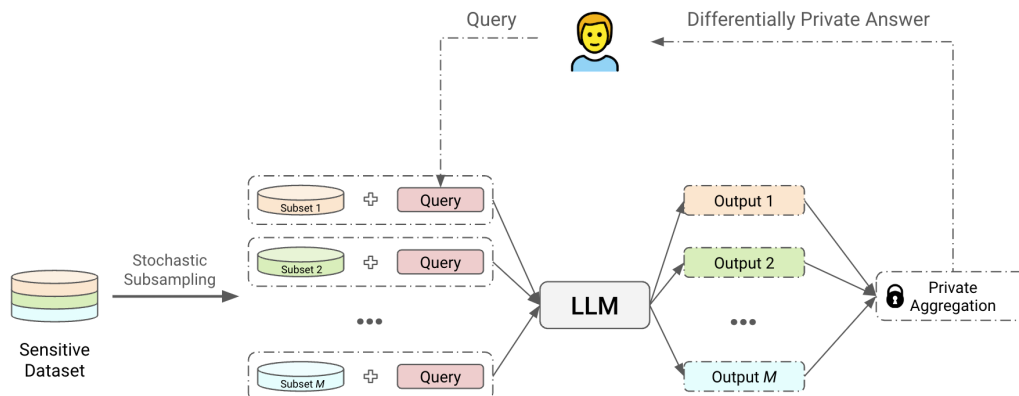 Query
Differentially Private Answer
Subset 1
Query
Output 1
Stochastic
Subsampling
Subset 2
Query
Output 2
LLM
Private
Aggregation
Sensitive
Dataset
Subset M
Query
Output M